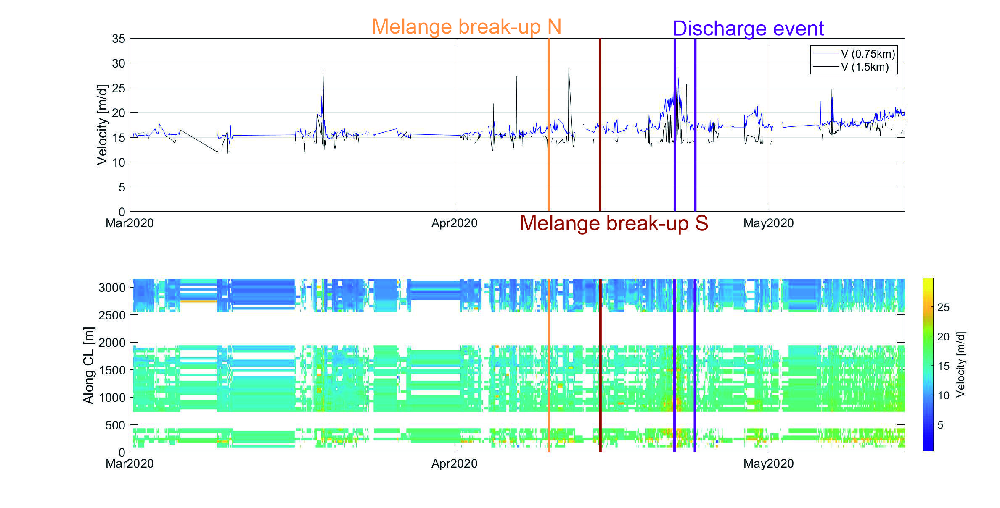 Melange break-up N
Discharge event
35
30
25
20
15
10
5
0
Velocity [m/d]
V (0.75km)
V (1.5km)
Mar2020
Apr2020
May2020
Melange break-up S
3000
2500
2000
1500
1000
500
0
Along CL [m]
Mar2020
Apr2020
May2020
25
20
15
10
5
Velocity [m/d]